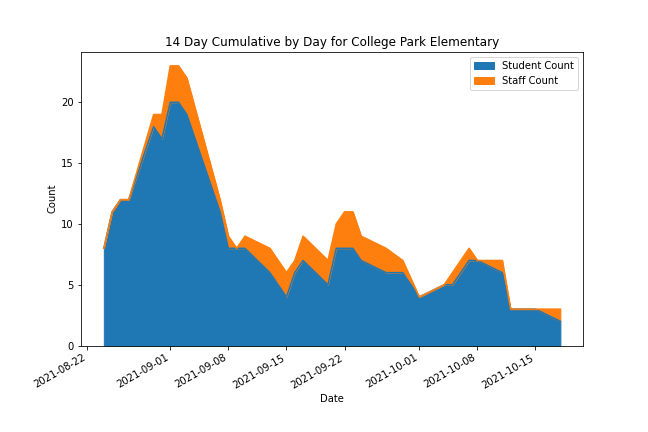 14 Day Cumulative by Day for College Park Elementary
Student Count
Staff Count
20
15
10
5
0
Count
2021-08-22
2021-09-01
2021-09-08
2021-09-15
2021-09-22
2021-10-01
2021-10-08
2021-10-15
Date